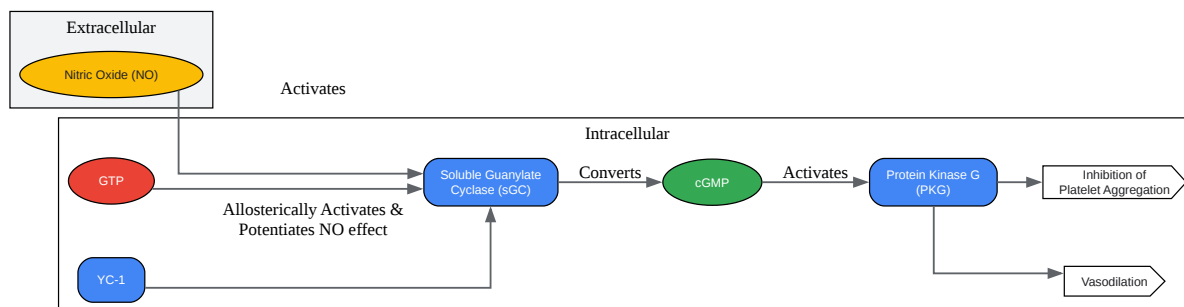 Extracellular
Nitric Oxide (NO)
Activates
Intracellular
GTP
Soluble Guanylate
Cyclase (sGC)
Converts
cGMP
Activates
Protein Kinase G
(PKG)
Inhibition of
Platelet Aggregation
Allosterically Activates &
Potentiates NO effect
YC-1
Vasodilation